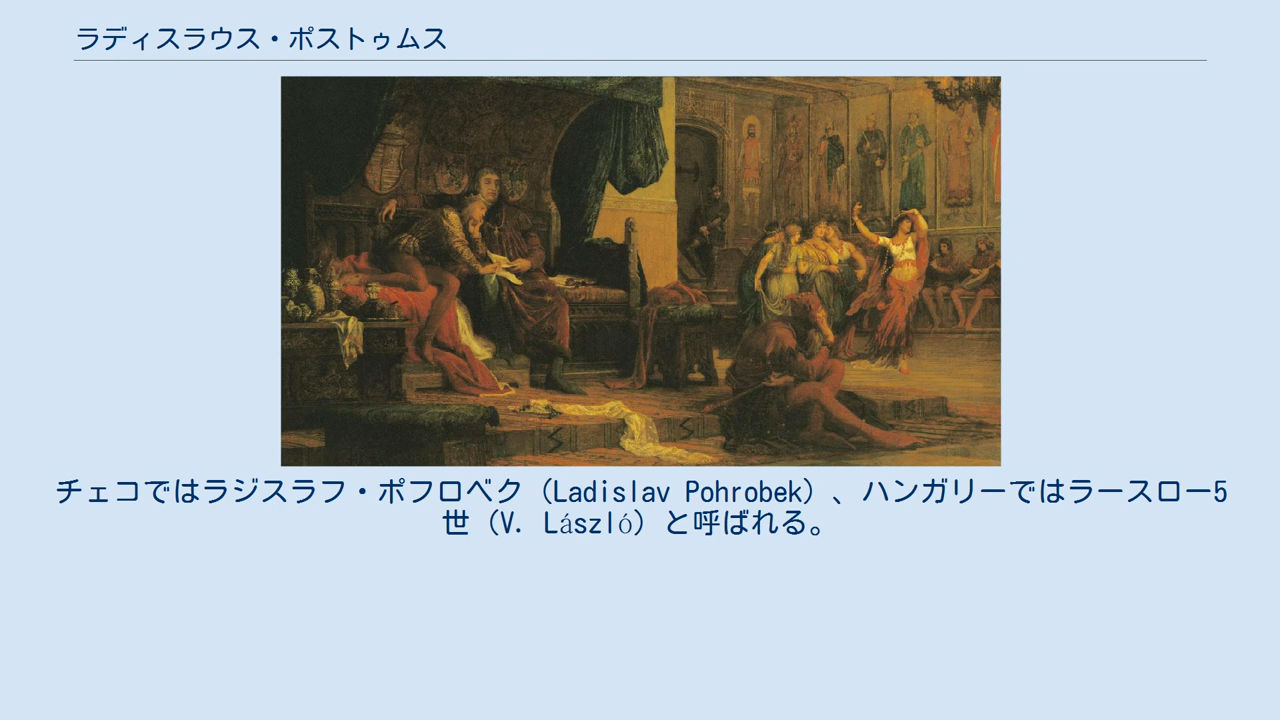 ラディスラウス・ポストゥムス
チェコではラジスラフ・ポフロベク（Ladislav Pohrobek）、ハンガリーではラースロー5
世（V. László）と呼ばれる。